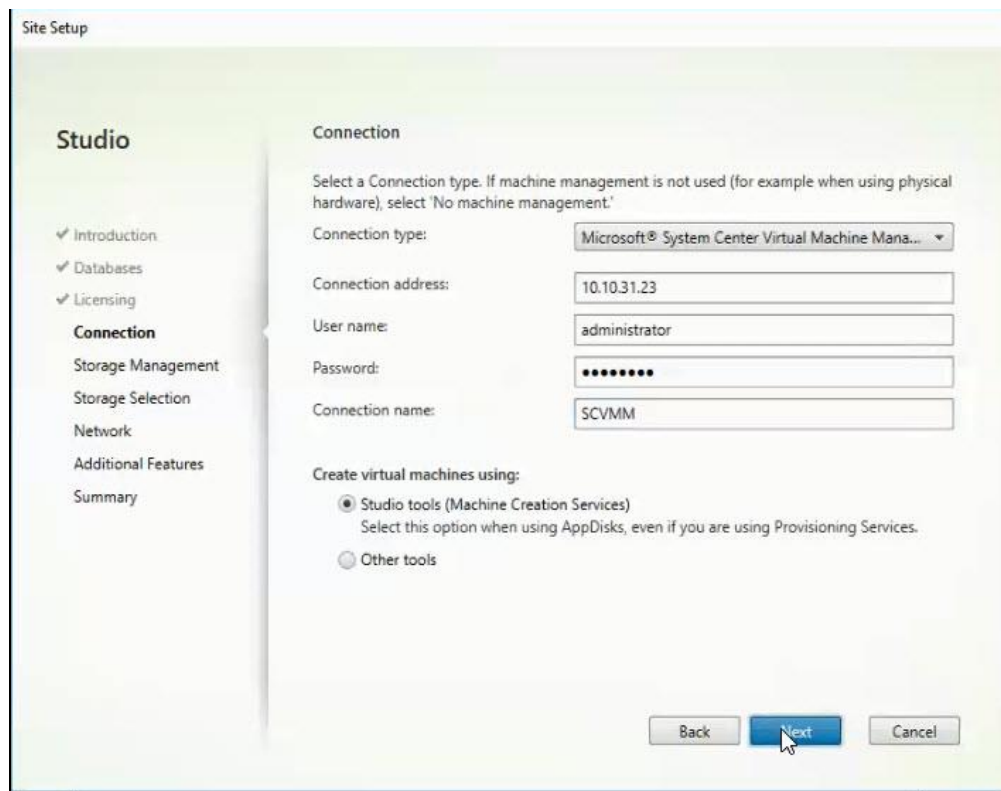 Site Setup
Studio
Introduction
Databases
Licensing
Connection
Storage Management
Storage Selection
Network
Additional Features
Summary
Connection
Select a Connection type. If machine management is not used (for example when using physical
hardware), select 'No machine management.'
Connection type: Microsoft® System Center Virtual Machine Mana...
Connection address: 10.10.31.23
User name: administrator
Password: ••••••••
Connection name: SCVMM
Create virtual machines using:
Studio tools (Machine Creation Services)
Select this option when using AppDisks, even if you are using Provisioning Services.
Other tools
Back Next Cancel